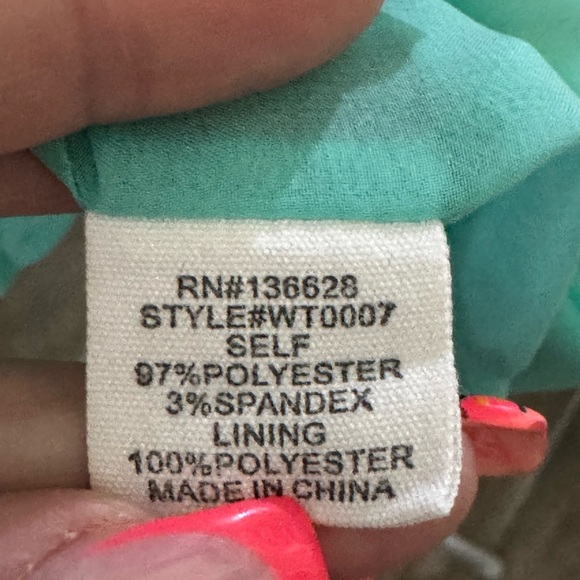 RN#136628
STYLE#WT0007
SELF
97%POLYESTER
3%SPANDEX
LINING
100%POLYESTER
MADE IN CHINA